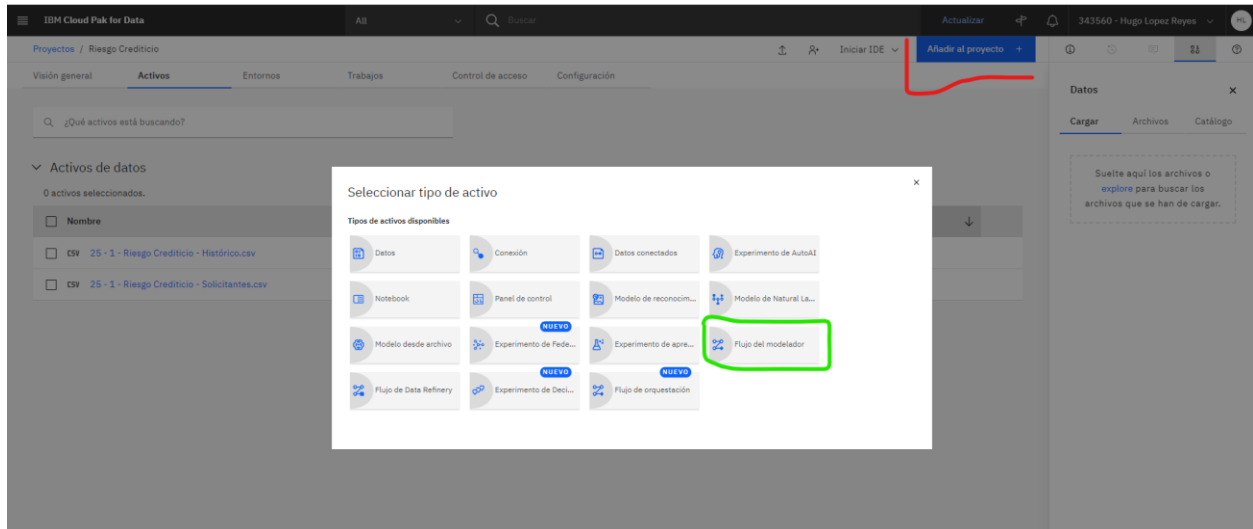 IBM Cloud Pak for Data
All
Buscar
Actualizar
343560 - Hugo Lopez Reyes
HL
Proyectos / Riesgo Crediticio
Iniciar IDE
Añadir al proyecto +
Visión general
Activos
Entornos
Trabajos
Control de acceso
Configuración
Datos
×
¿Qué activos está buscando?
Cargar
Archivos
Catálogo
Activos de datos
Suelte aquí los archivos o
explore para buscar los
archivos que se han de cargar.
0 activos seleccionados.
Nombre
CSV 25 - 1 - Riesgo Crediticio - Histórico.csv
CSV 25 - 1 - Riesgo Crediticio - Solicitantes.csv
Seleccionar tipo de activo
×
Tipos de activos disponibles
Datos
Conexión
Datos conectados
Experimento de AutoAI
Notebook
Panel de control
Modelo de reconocim...
Modelo de Natural La...
NUEVO
Modelo desde archivo
Experimento de Fede...
Experimento de apre...
Flujo del modelador
NUEVO
NUEVO
Flujo de Data Refinery
Experimento de Deci...
Flujo de orquestación